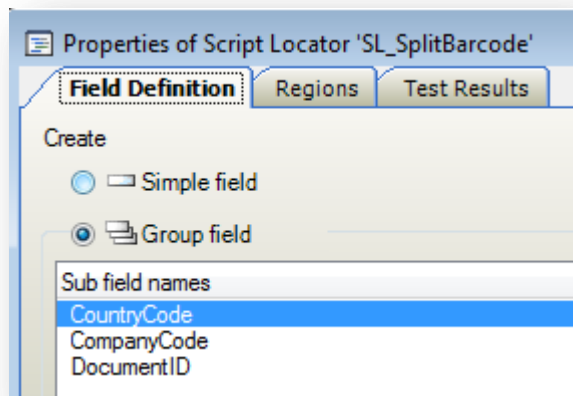 Properties of Script Locator 'SL_SplitBarcode'
Field Definition Regions Test Results
Create
Simple field
Group field
Sub field names
CountryCode
CompanyCode
DocumentID